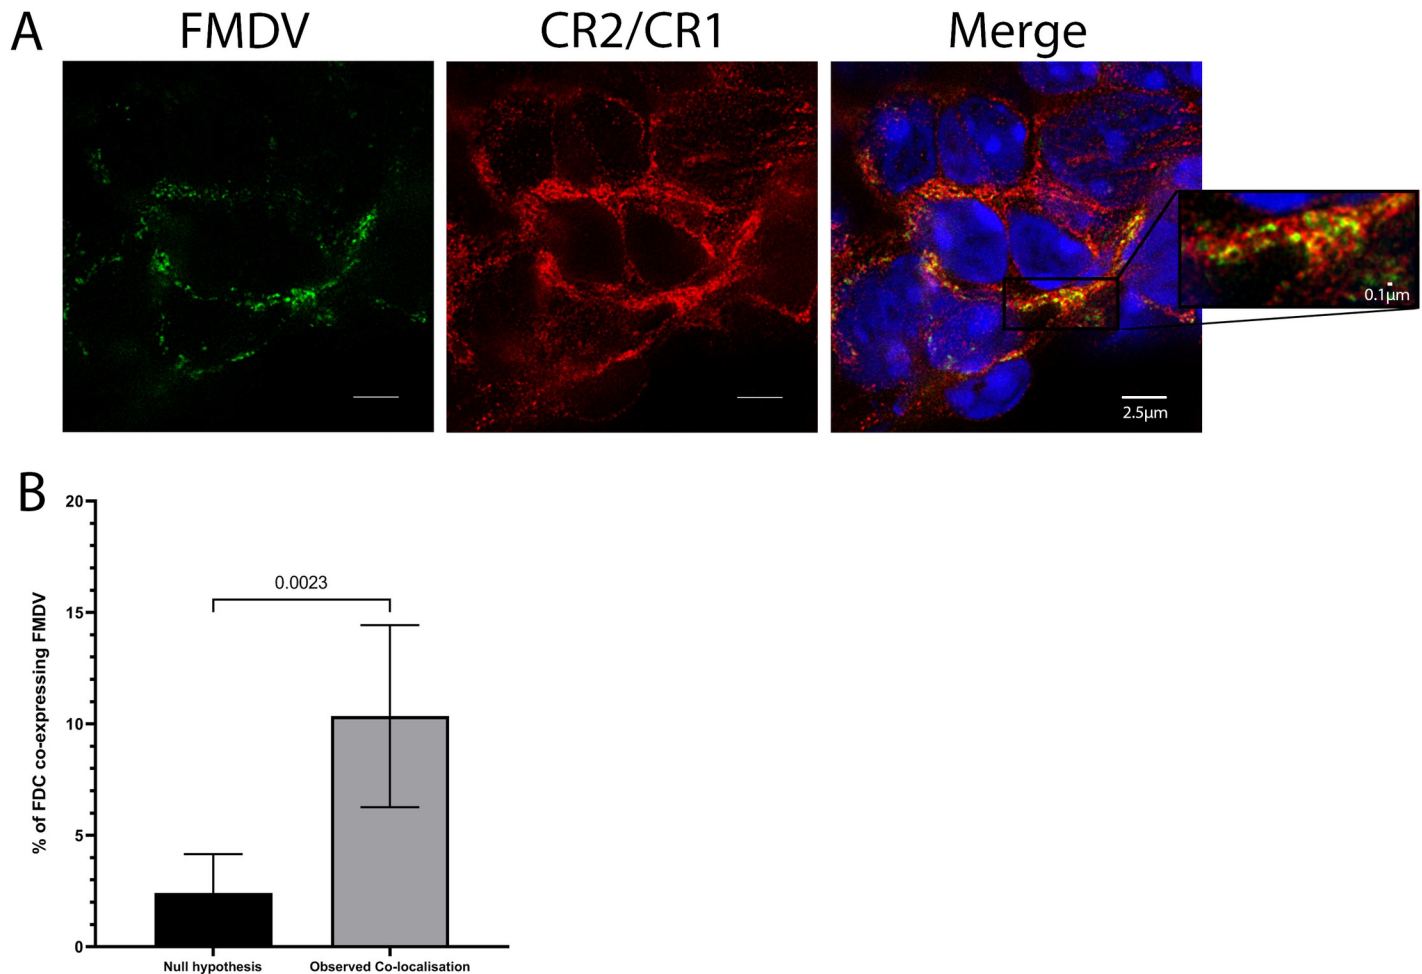 A
FMDV
CR2/CR1
Merge
0.1µm
2.5µm
B
% of FDC co-expressing FMDV
20
15
10
5
0
0.0023
Null hypothesis
Observed Co-localisation